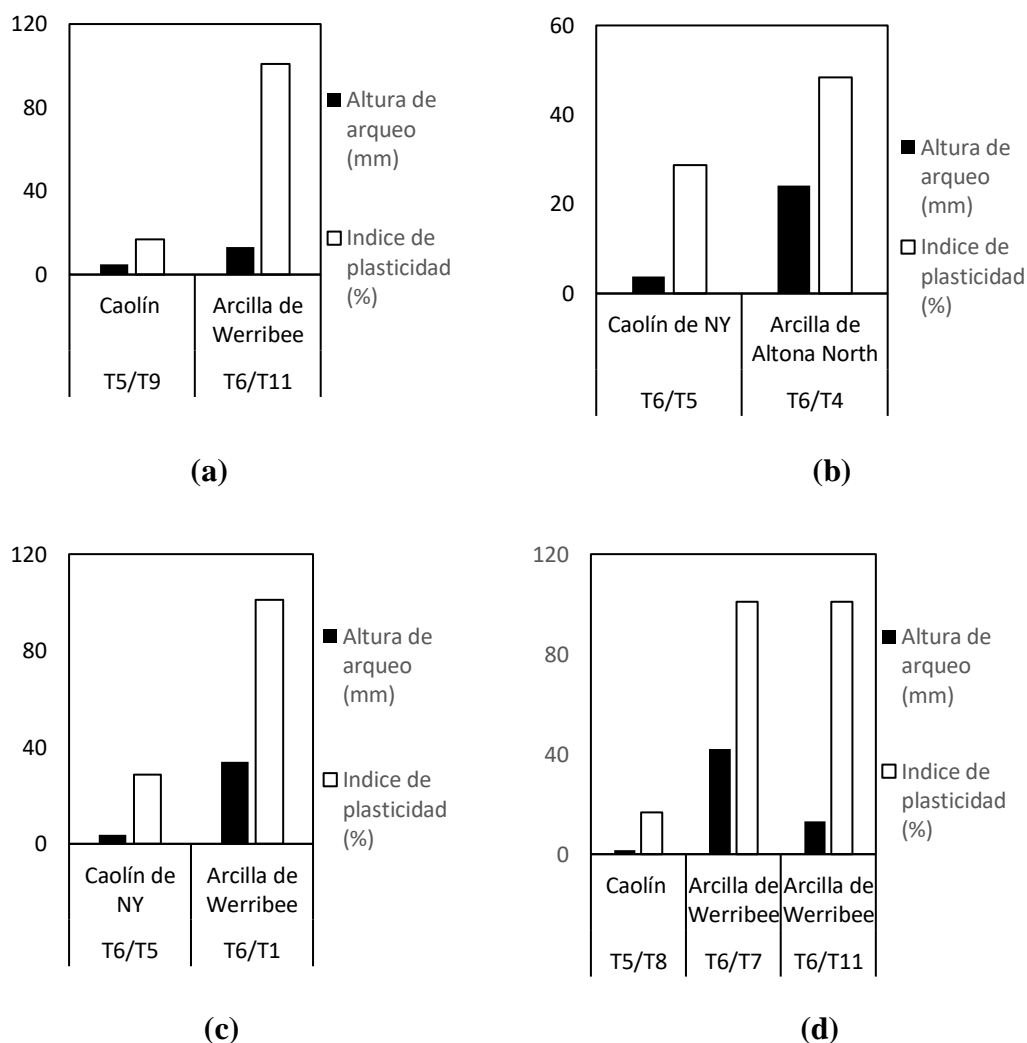 120
80
40
0
Caolín
Arcilla de
Werribee
T5/T9
T6/T11
Altura de
arqueo
(mm)
Indice de
plasticidad
(%)
(a)
60
40
20
0
Caolín de NY
Arcilla de
Altona North
T6/T5
T6/T4
Altura de
arqueo
(mm)
Indice de
plasticidad
(%)
(b)
120
80
40
0
Caolín de
NY
Arcilla de
Werribee
T6/T5
T6/T1
Altura de
arqueo
(mm)
Indice de
plasticidad
(%)
(c)
120
80
40
0
Caolín
Arcilla de
Werribee
Arcilla de
Werribee
T5/T8
T6/T7
T6/T11
Altura de
arqueo
(mm)
Indice de
plasticidad
(%)
(d)